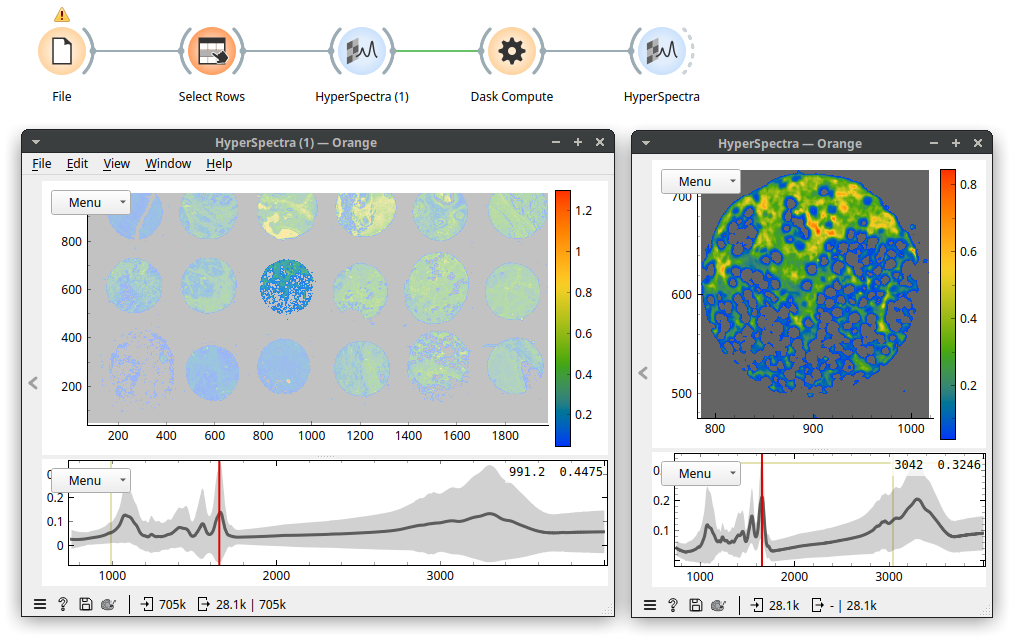 File
Select Rows
HyperSpectra (1)
Dask Compute
HyperSpectra
HyperSpectra (1) — Orange
File Edit View Window Help
Menu
800
600
400
200
200 400 600 800 1000 1200 1400 1600 1800
1.2
1
0.8
0.6
0.4
0.2
Menu
991.2 0.4475
0.2
0.1
0
1000 2000 3000
705k 28.1k | 705k
HyperSpectra — Orange
Menu
700
600
500
800 900 1000
0.8
0.6
0.4
0.2
Menu
3042 0.3246
0.2
0.1
1000 2000 3000
28.1k - | 28.1k